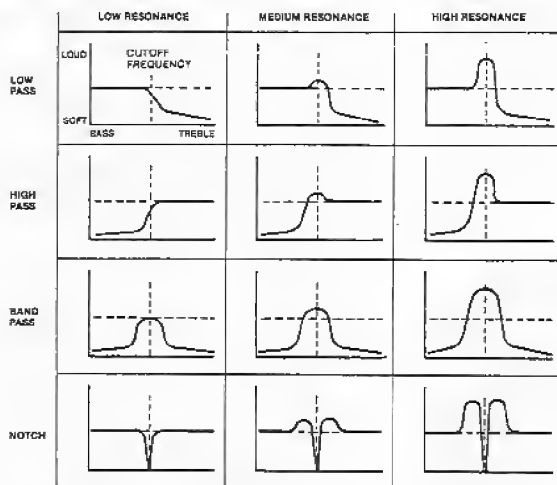 LOW RESONANCE MEDIUM RESONANCE HIGH RESONANCE
LOW
PASS
LOUD
CUTOFF
FREQUENCY
SOFT
BASS TREBLE
HIGH
PASS
BAND
PASS
NOTCH